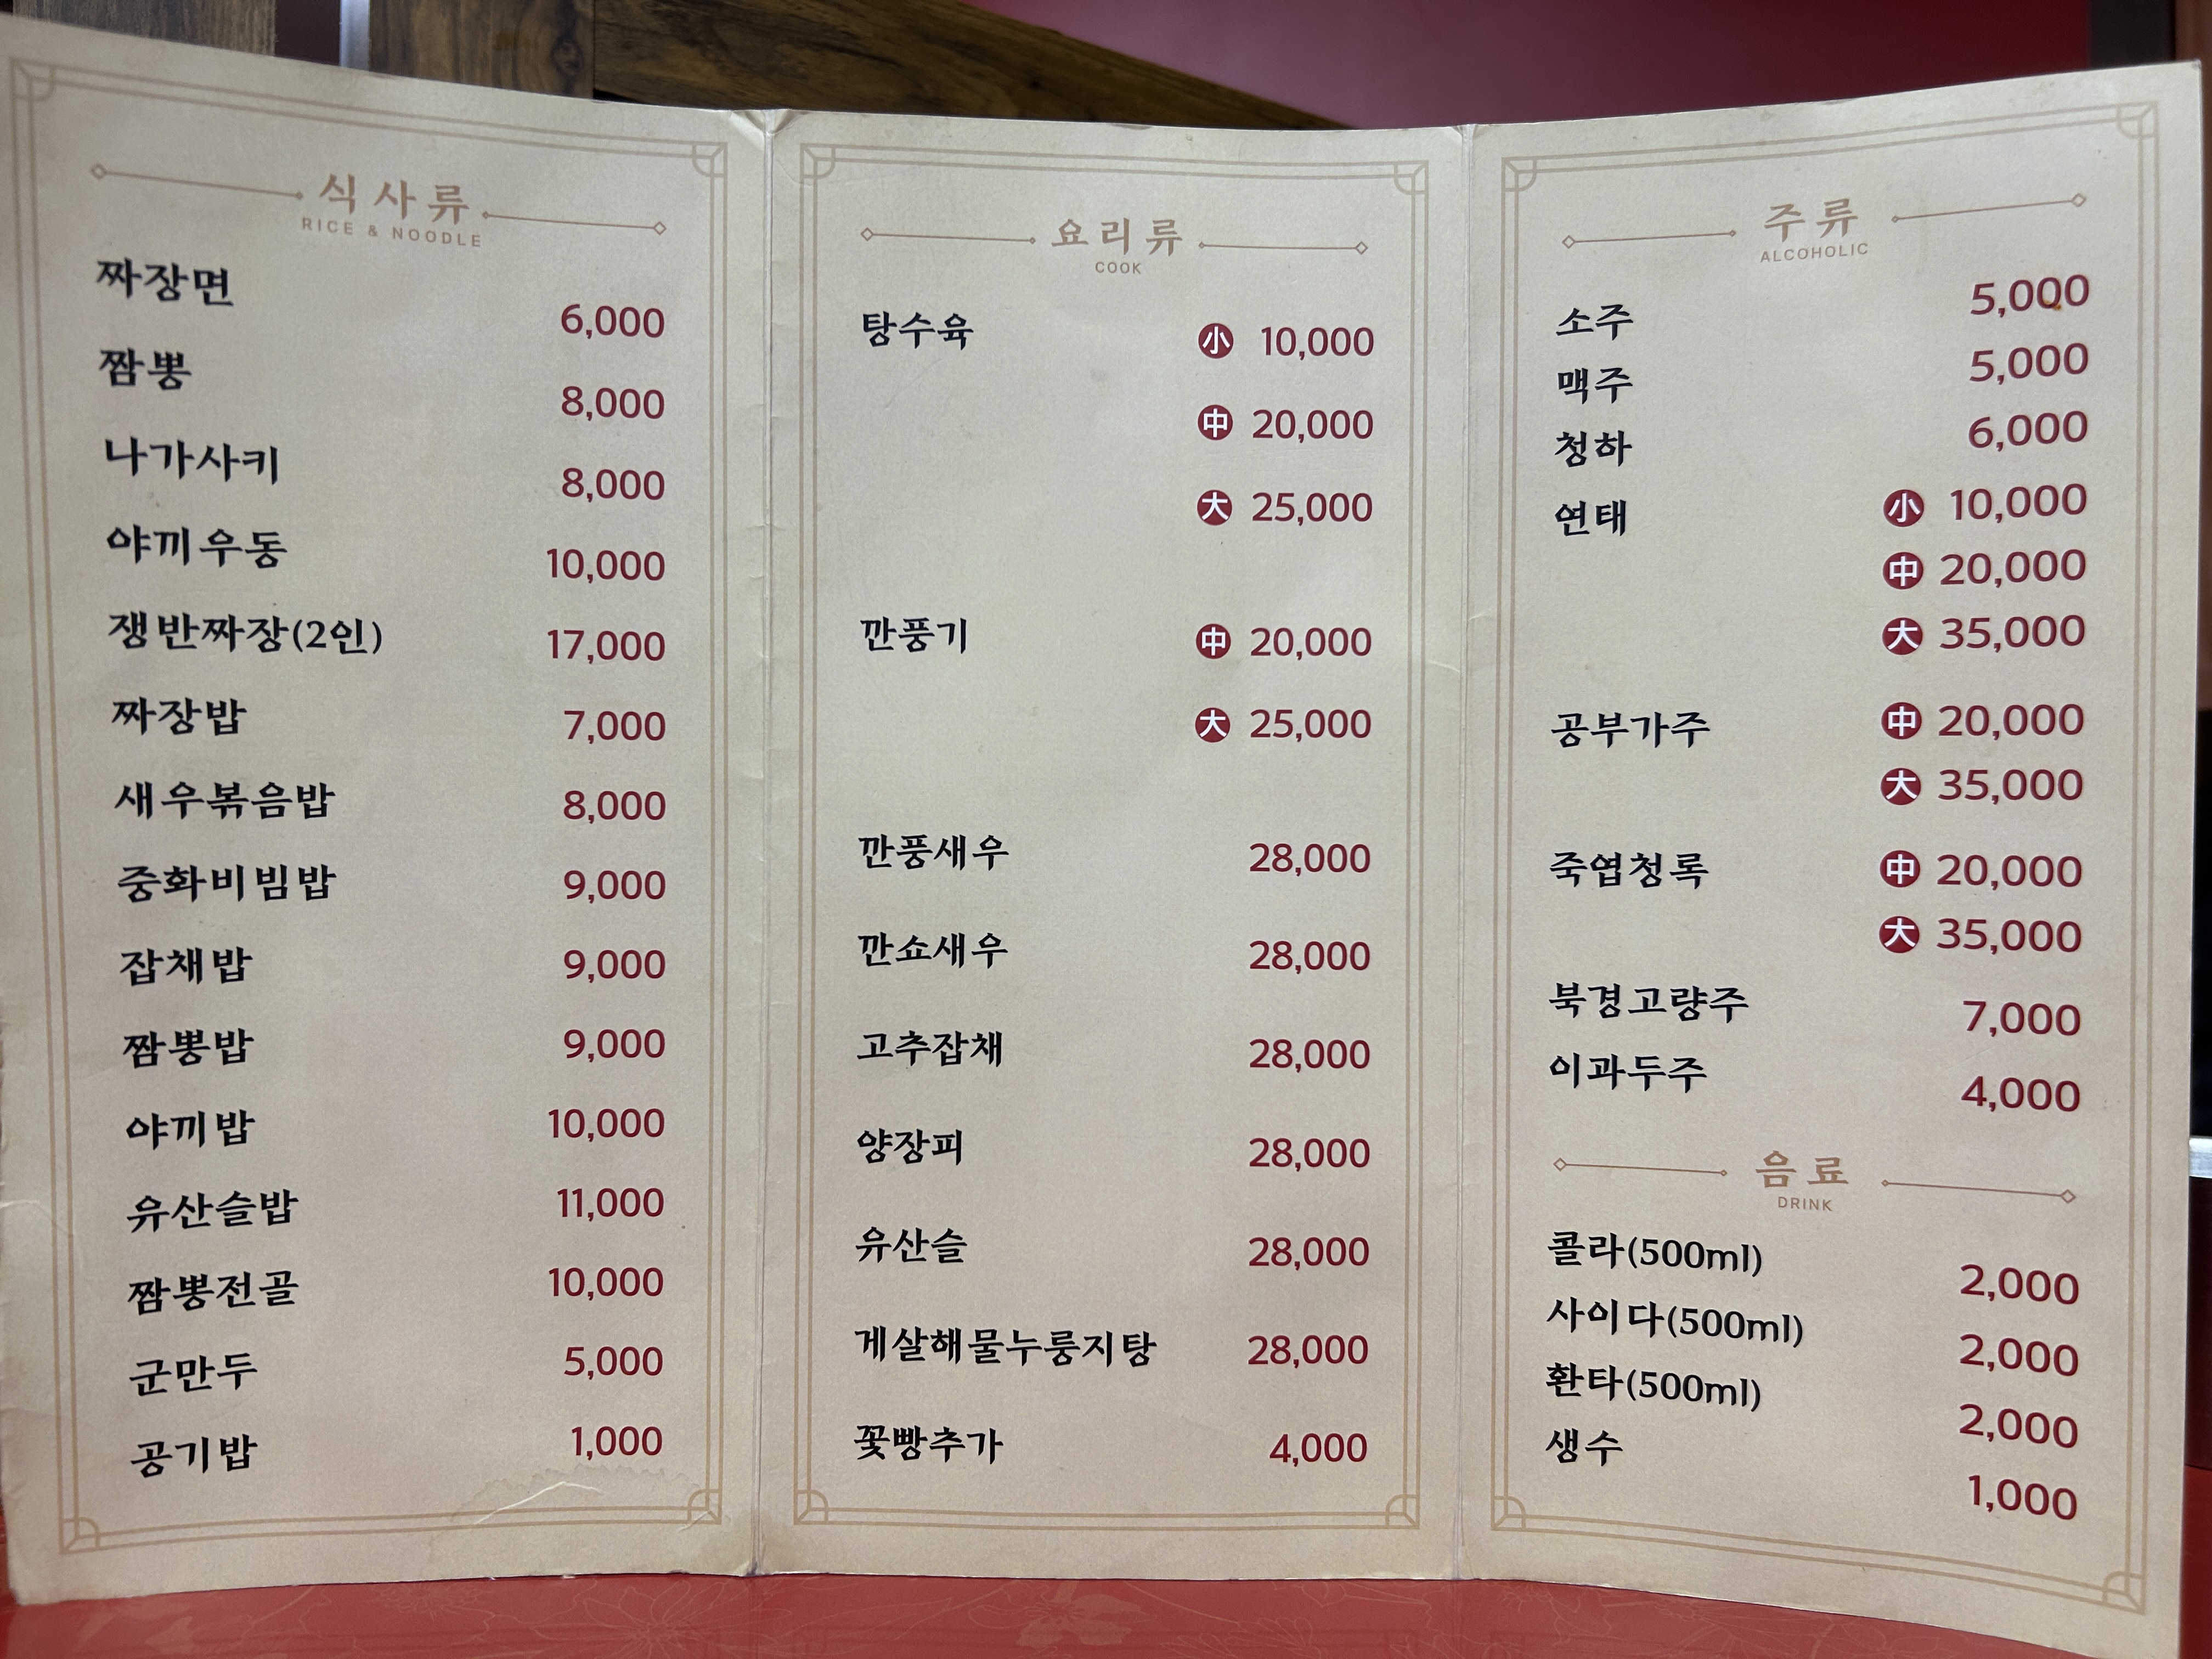 식사류
RICE & NOODLE
짜장면 6,000
짬뽕 8,000
나가사키 8,000
야끼우동 10,000
쟁반짜장(2인) 17,000
짜장밥 7,000
새우볶음밥 8,000
중화비빔밥 9,000
잡채밥 9,000
짬뽕밥 9,000
야끼밥 10,000
유산슬밥 11,000
짬뽕전골 10,000
군만두 5,000
공기밥 1,000
요리류
COOK
탕수육 小 10,000
中 20,000
大 25,000
깐풍기 中 20,000
大 25,000
깐풍새우 28,000
깐쇼새우 28,000
고추잡채 28,000
양장피 28,000
유산슬 28,000
게살해물누룽지탕 28,000
꽃빵추가 4,000
주류
ALCOHOLIC
소주 5,000
맥주 5,000
청하 6,000
연태 小 10,000
中 20,000
大 35,000
공부가주 中 20,000
大 35,000
죽엽청록 中 20,000
大 35,000
북경고량주 7,000
이과두주 4,000
음료
DRINK
콜라(500ml) 2,000
사이다(500ml) 2,000
환타(500ml) 2,000
생수 1,000